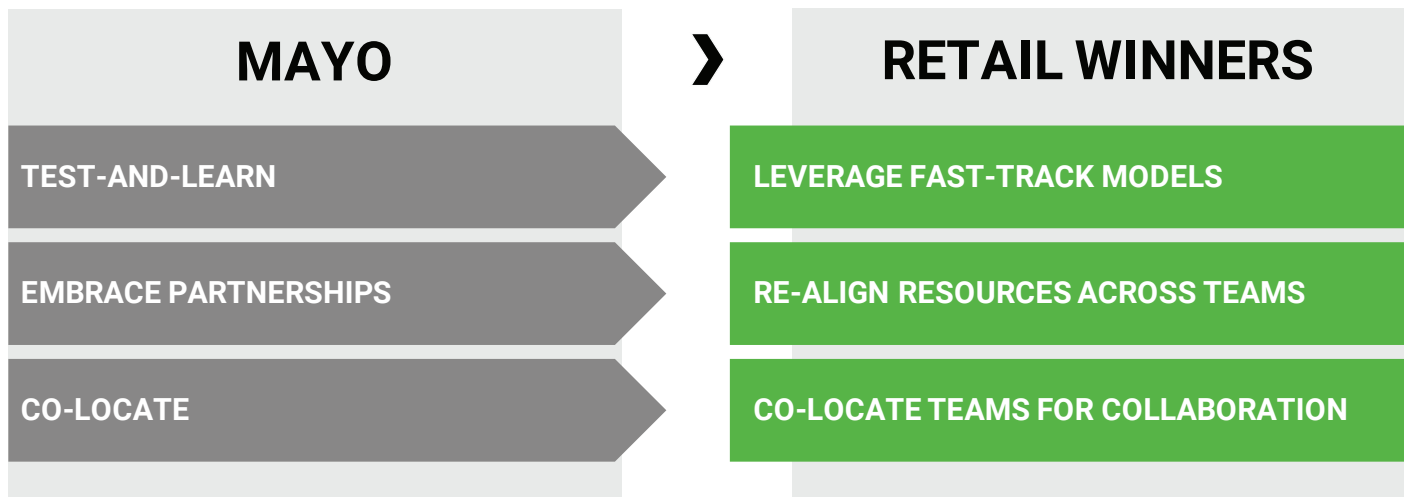 MAYO
RETAIL WINNERS
TEST-AND-LEARN
LEVERAGE FAST-TRACK MODELS
EMBRACE PARTNERSHIPS
RE-ALIGN RESOURCES ACROSS TEAMS
CO-LOCATE
CO-LOCATE TEAMS FOR COLLABORATION